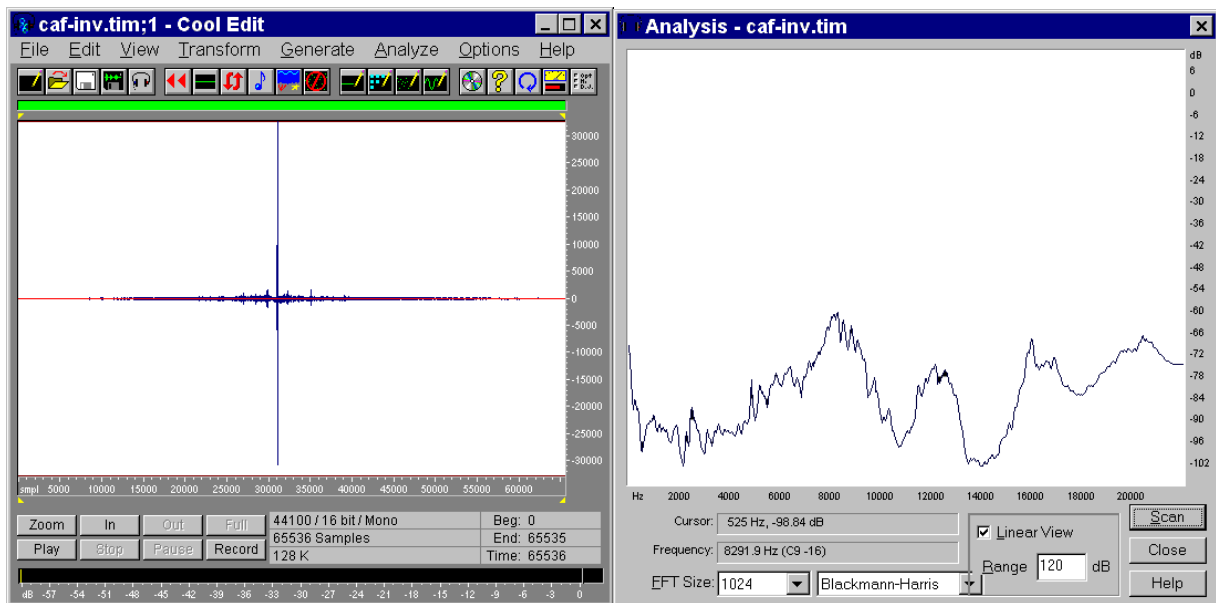 caf-inv.tim;1 - Cool Edit
File Edit View Transform Generate Analyze Options Help
30000
25000
20000
15000
10000
5000
0
-5000
-10000
-15000
-20000
-25000
-30000
smpl 5000 10000 15000 20000 25000 30000 35000 40000 45000 50000 55000 60000
Zoom In Out Full
Play Stop Pause Record
44100 / 16 bit / Mono
65536 Samples
128 K
Beg: 0
End: 65535
Time: 65536
dB -57 -54 -51 -48 -45 -42 -39 -36 -33 -30 -27 -24 -21 -18 -15 -12 -9 -6 -3 0
Analysis - caf-inv.tim
dB
6
0
-6
-12
-18
-24
-30
-36
-42
-48
-54
-60
-66
-72
-78
-84
-90
-96
-102
Hz 2000 4000 6000 8000 10000 12000 14000 16000 18000 20000
Cursor: 525 Hz, -98.84 dB
Frequency: 8291.9 Hz (C9 -16)
FFT Size: 1024 Blackmann-Harris
Linear View
Range 120 dB
Scan
Close
Help